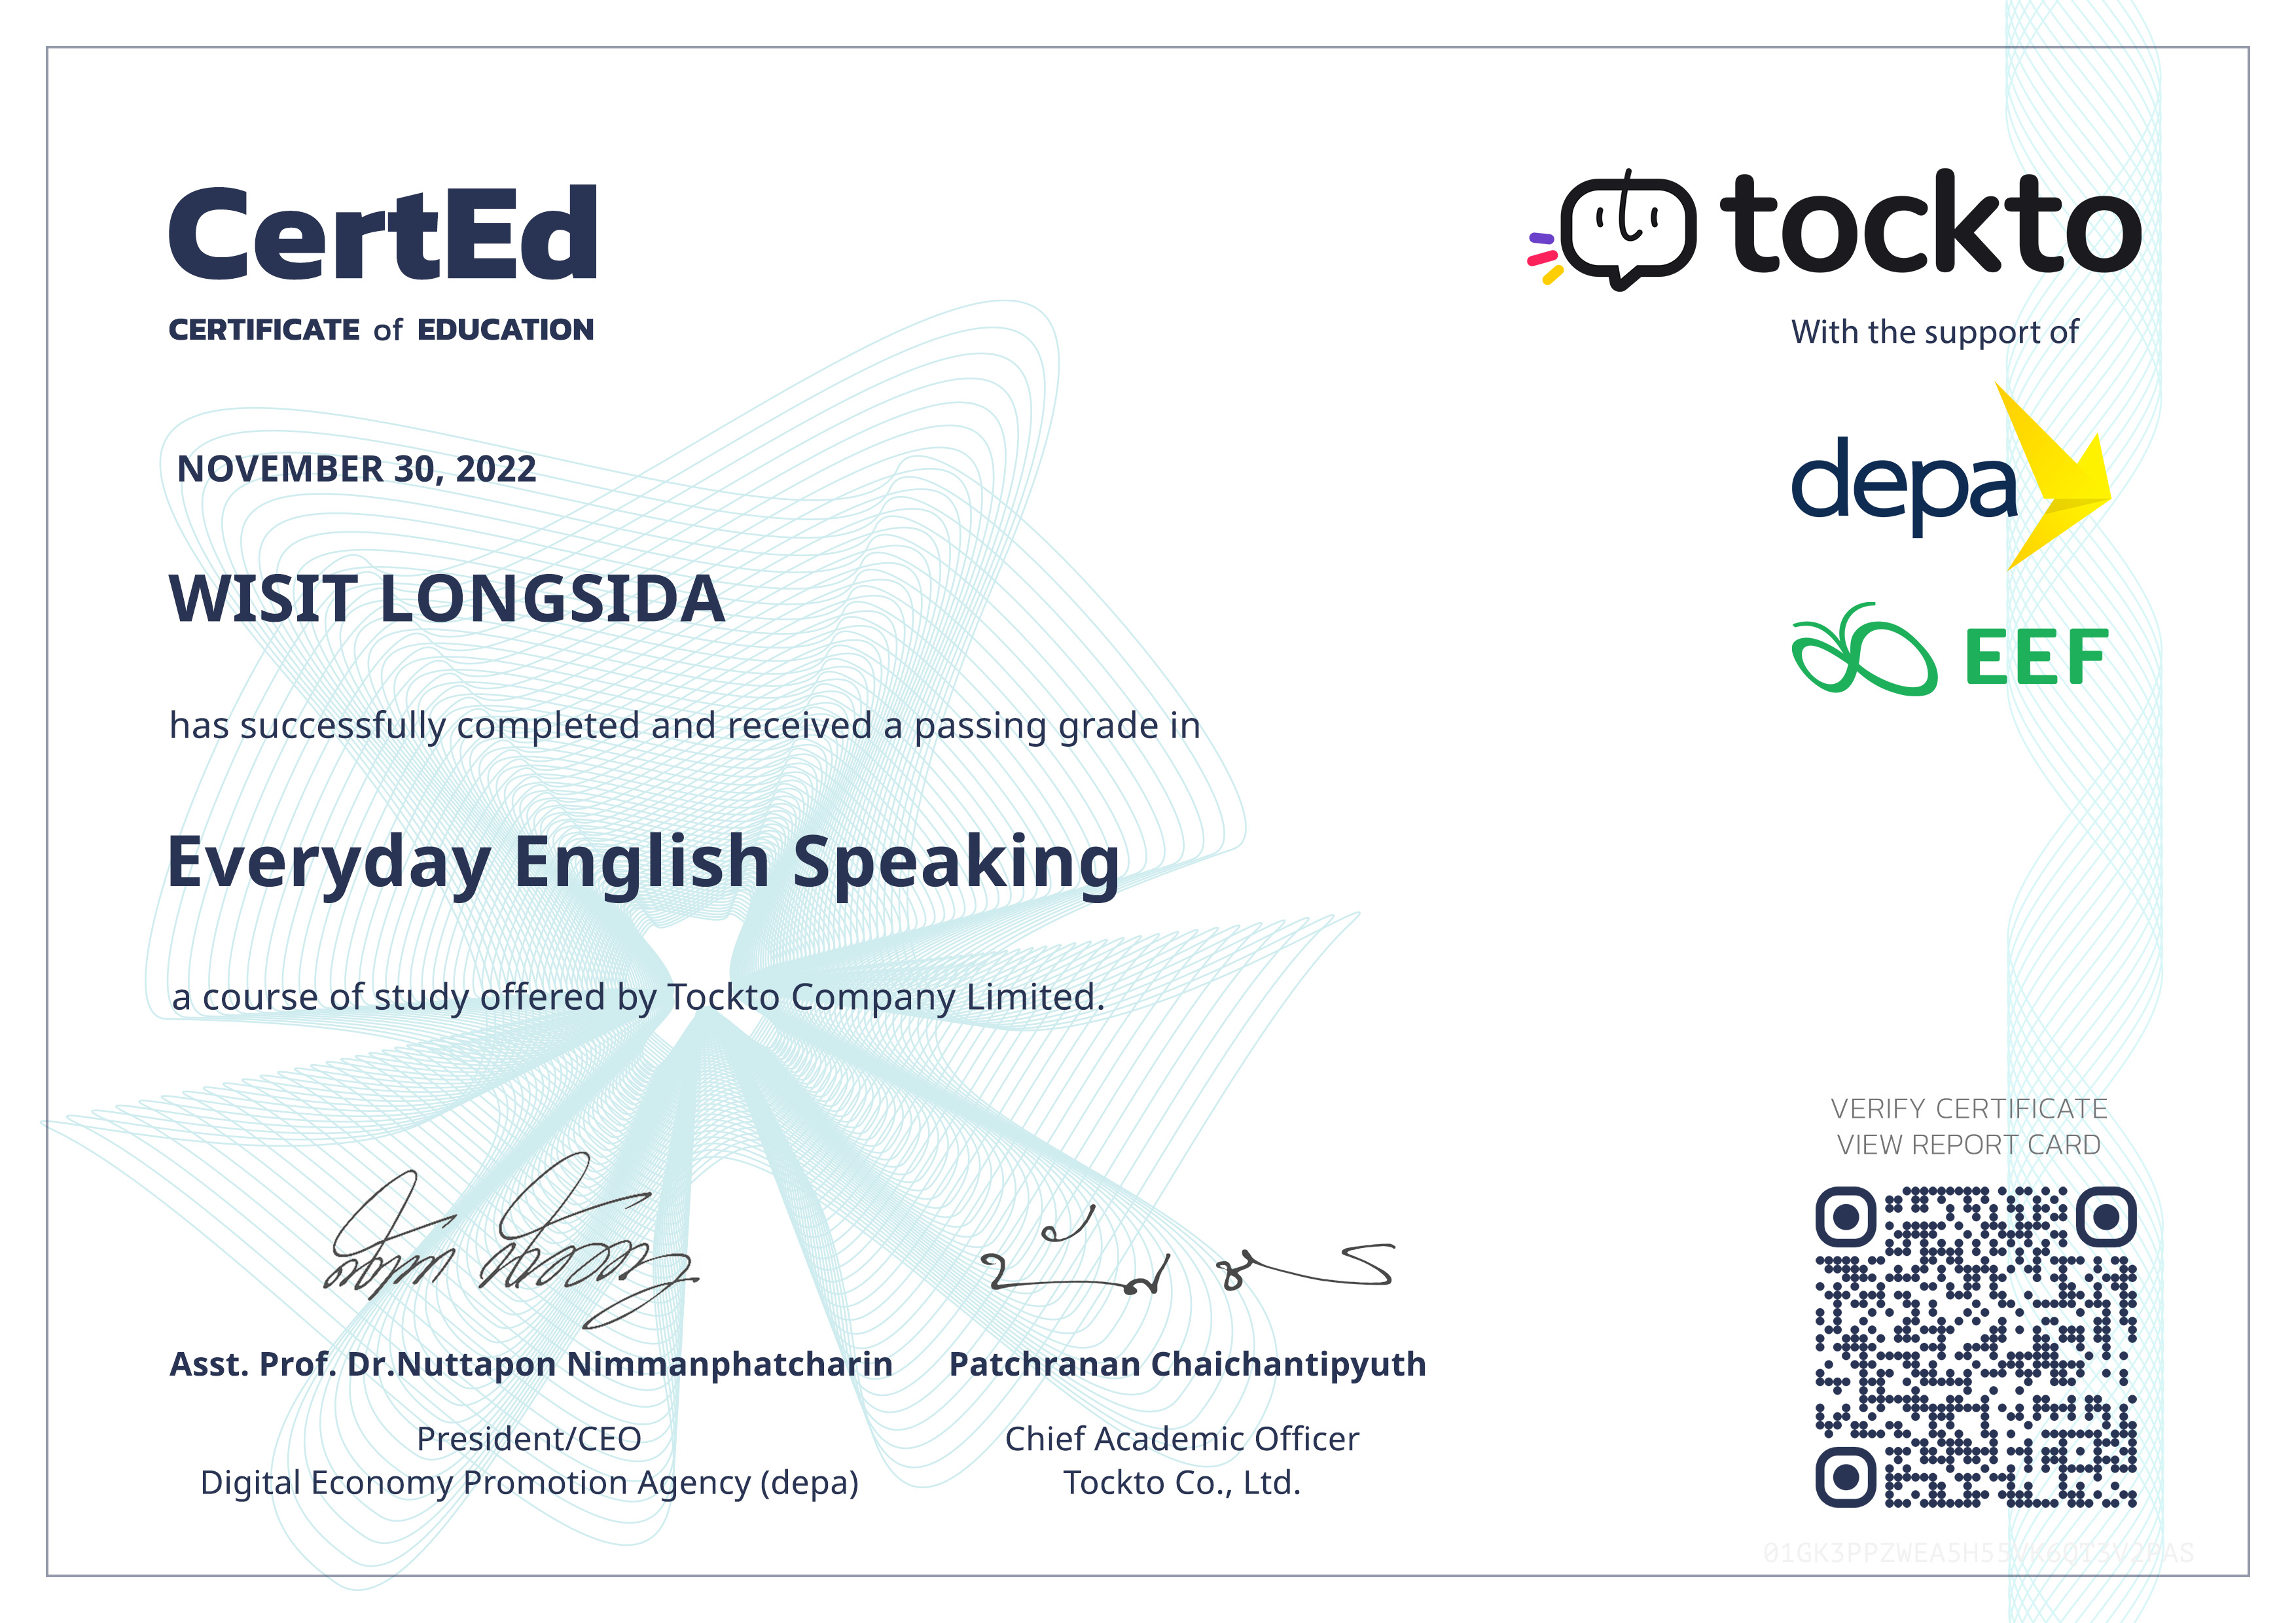 CertEd
CERTIFICATE of EDUCATION
tockto
With the support of
depa
EEF
NOVEMBER 30, 2022
WISIT LONGSIDA
has successfully completed and received a passing grade in
Everyday English Speaking
a course of study offered by Tockto Company Limited.
VERIFY CERTIFICATE
VIEW REPORT CARD
Asst. Prof. Dr.Nuttapon Nimmanphatcharin
President/CEO
Digital Economy Promotion Agency (depa)
Patchranan Chaichantipyuth
Chief Academic Officer
Tockto Co., Ltd.